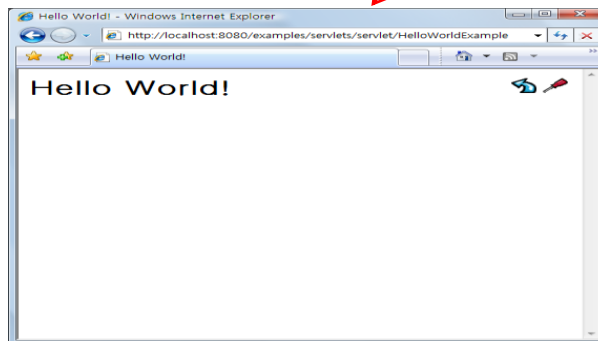 Hello World! - Windows Internet Explorer
http://localhost:8080/examples/servlets/servlet/HelloWorldExample
Hello World!
Hello World!